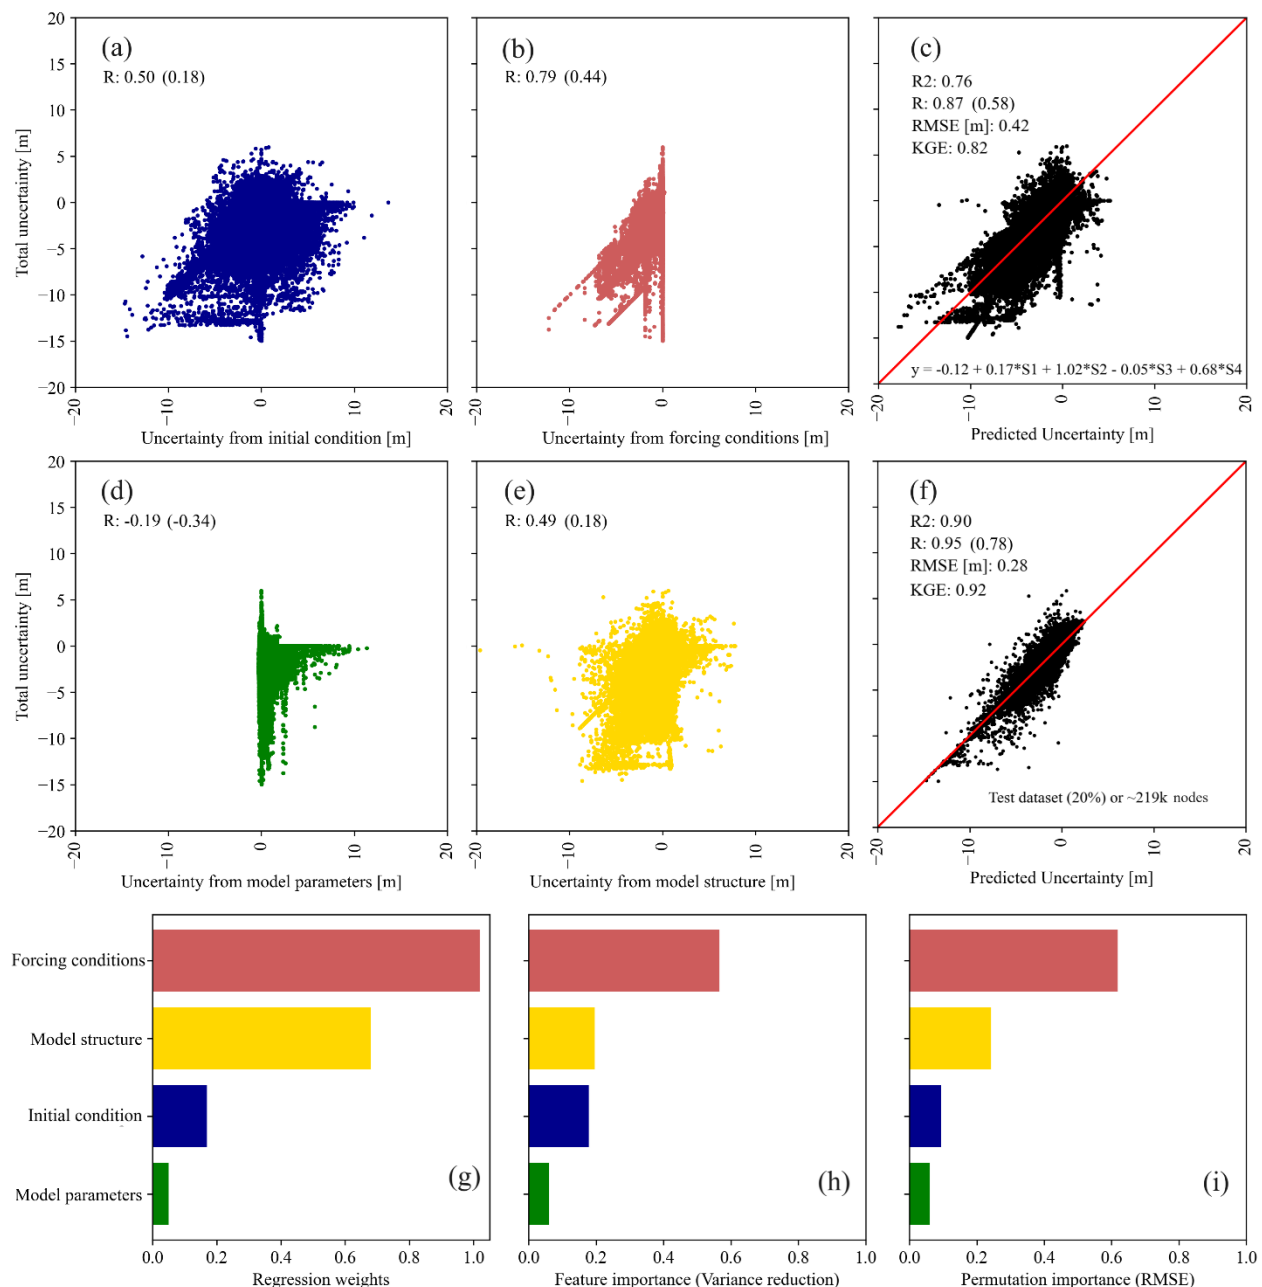 (a)
R: 0.50 (0.18)
20
15
10
5
0
−5
−10
−15
−20
Total uncertainty [m]
−20
−10
0
10
20
Uncertainty from initial condition [m]
(b)
R: 0.79 (0.44)
−20
−10
0
10
20
Uncertainty from forcing conditions [m]
(c)
R2: 0.76
R: 0.87 (0.58)
RMSE [m]: 0.42
KGE: 0.82
y = -0.12 + 0.17*S1 + 1.02*S2 - 0.05*S3 + 0.68*S4
−20
−10
0
10
20
Predicted Uncertainty [m]
(d)
R: -0.19 (-0.34)
20
15
10
5
0
−5
−10
−15
−20
Total uncertainty [m]
−20
−10
0
10
20
Uncertainty from model parameters [m]
(e)
R: 0.49 (0.18)
−20
−10
0
10
20
Uncertainty from model structure [m]
(f)
R2: 0.90
R: 0.95 (0.78)
RMSE [m]: 0.28
KGE: 0.92
Test dataset (20%) or ~219k nodes
−20
−10
0
10
20
Predicted Uncertainty [m]
Forcing conditions
Model structure
Initial condition
Model parameters
(g)
0.0 0.2 0.4 0.6 0.8 1.0
Regression weights
(h)
0.0 0.2 0.4 0.6 0.8 1.0
Feature importance (Variance reduction)
(i)
0.0 0.2 0.4 0.6 0.8 1.0
Permutation importance (RMSE)